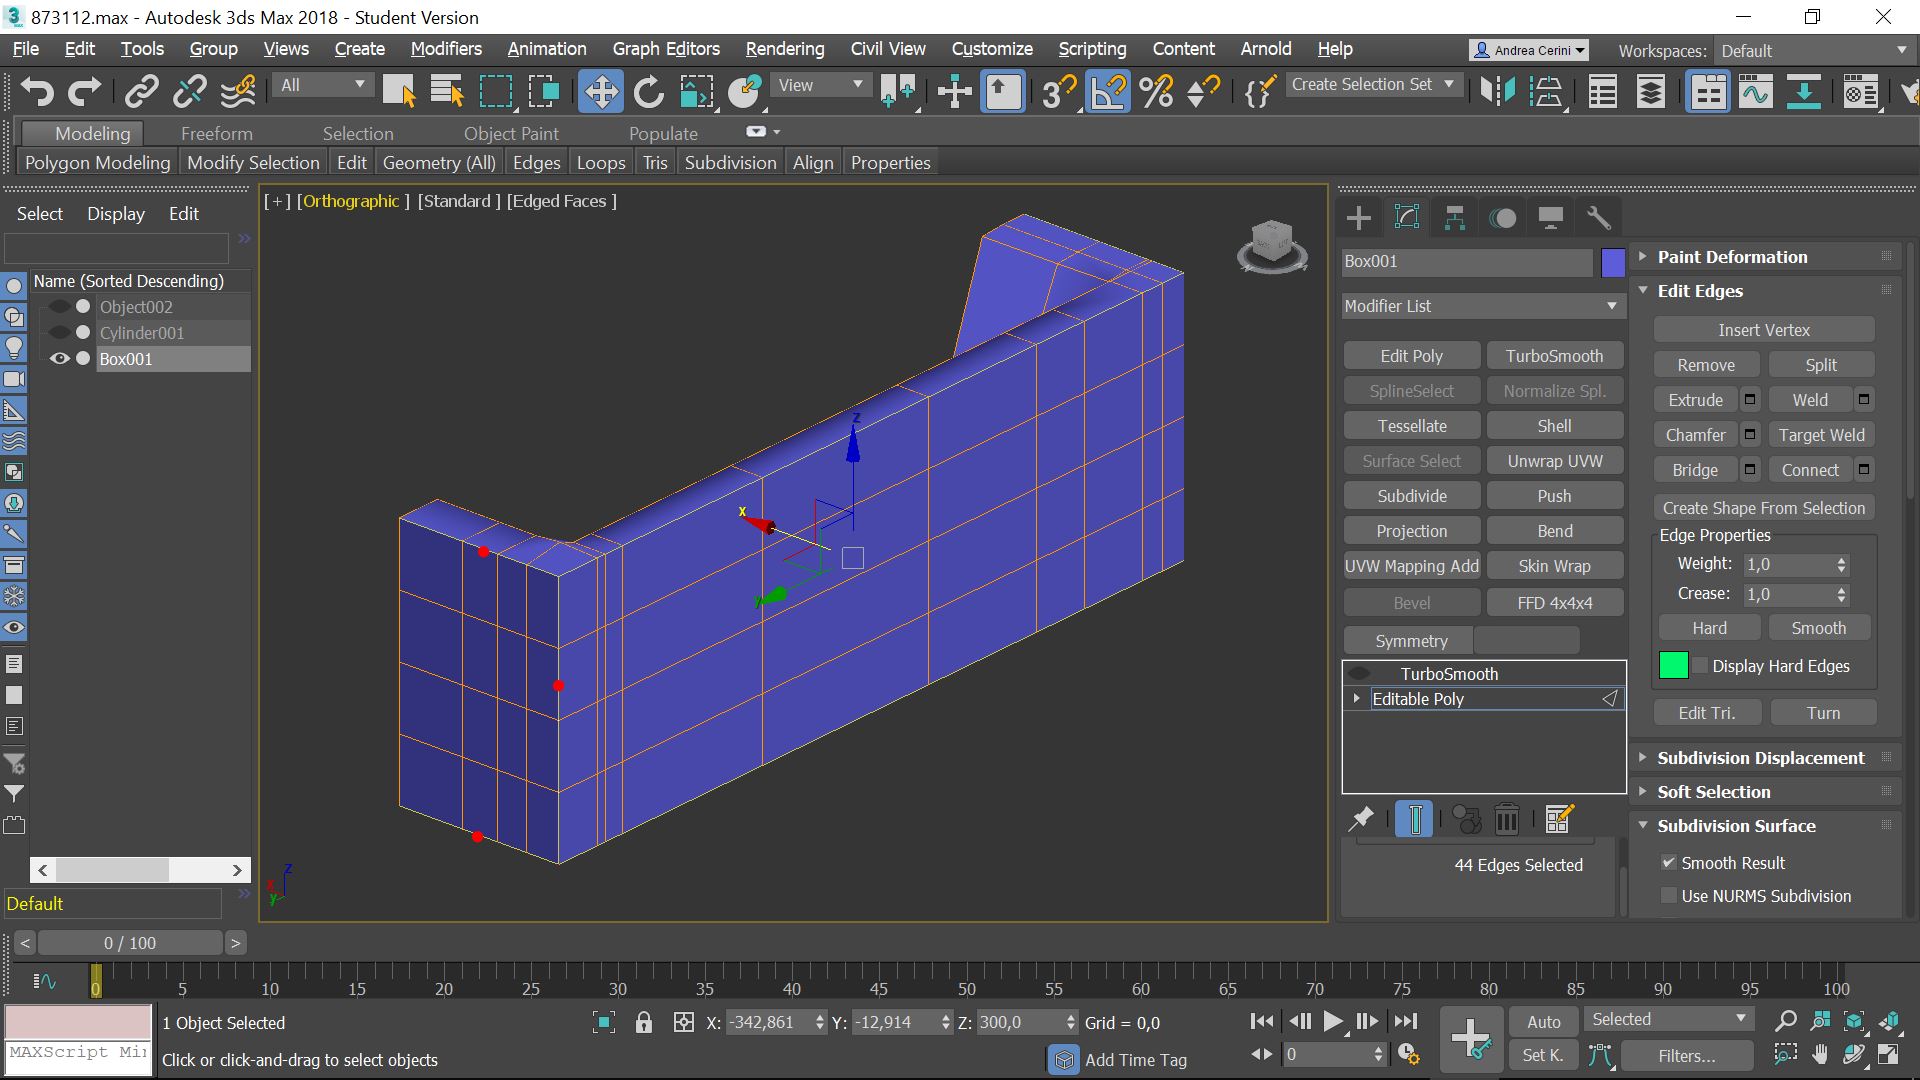 873112.max - Autodesk 3ds Max 2018 - Student Version
File Edit Tools Group Views Create Modifiers Animation Graph Editors Rendering Civil View Customize Scripting Content Arnold Help
Andrea Cerini
Workspaces: Default
All
View
Create Selection Set
Modeling Freeform Selection Object Paint Populate
Polygon Modeling Modify Selection Edit Geometry (All) Edges Loops Tris Subdivision Align Properties
Select Display Edit
Name (Sorted Descending)
Object002
Cylinder001
Box001
Default
[+] [Orthographic ] [Standard ] [Edged Faces ]
z
x
y
z
x
y
Box001
Modifier List
Edit Poly TurboSmooth
SplineSelect Normalize Spl.
Tessellate Shell
Surface Select Unwrap UVW
Subdivide Push
Projection Bend
UVW Mapping Add Skin Wrap
Bevel FFD 4x4x4
Symmetry
TurboSmooth
Editable Poly
44 Edges Selected
Paint Deformation
Edit Edges
Insert Vertex
Remove Split
Extrude Weld
Chamfer Target Weld
Bridge Connect
Create Shape From Selection
Edge Properties
Weight: 1,0
Crease: 1,0
Hard Smooth
Display Hard Edges
Edit Tri. Turn
Subdivision Displacement
Soft Selection
Subdivision Surface
Smooth Result
Use NURMS Subdivision
< 0 / 100 >
0 5 10 15 20 25 30 35 40 45 50 55 60 65 70 75 80 85 90 95 100
1 Object Selected
X: -342,861 Y: -12,914 Z: 300,0 Grid = 0,0
Auto Selected
MAXScript Mi
Click or click-and-drag to select objects
Add Time Tag
0
Set K. Filters...